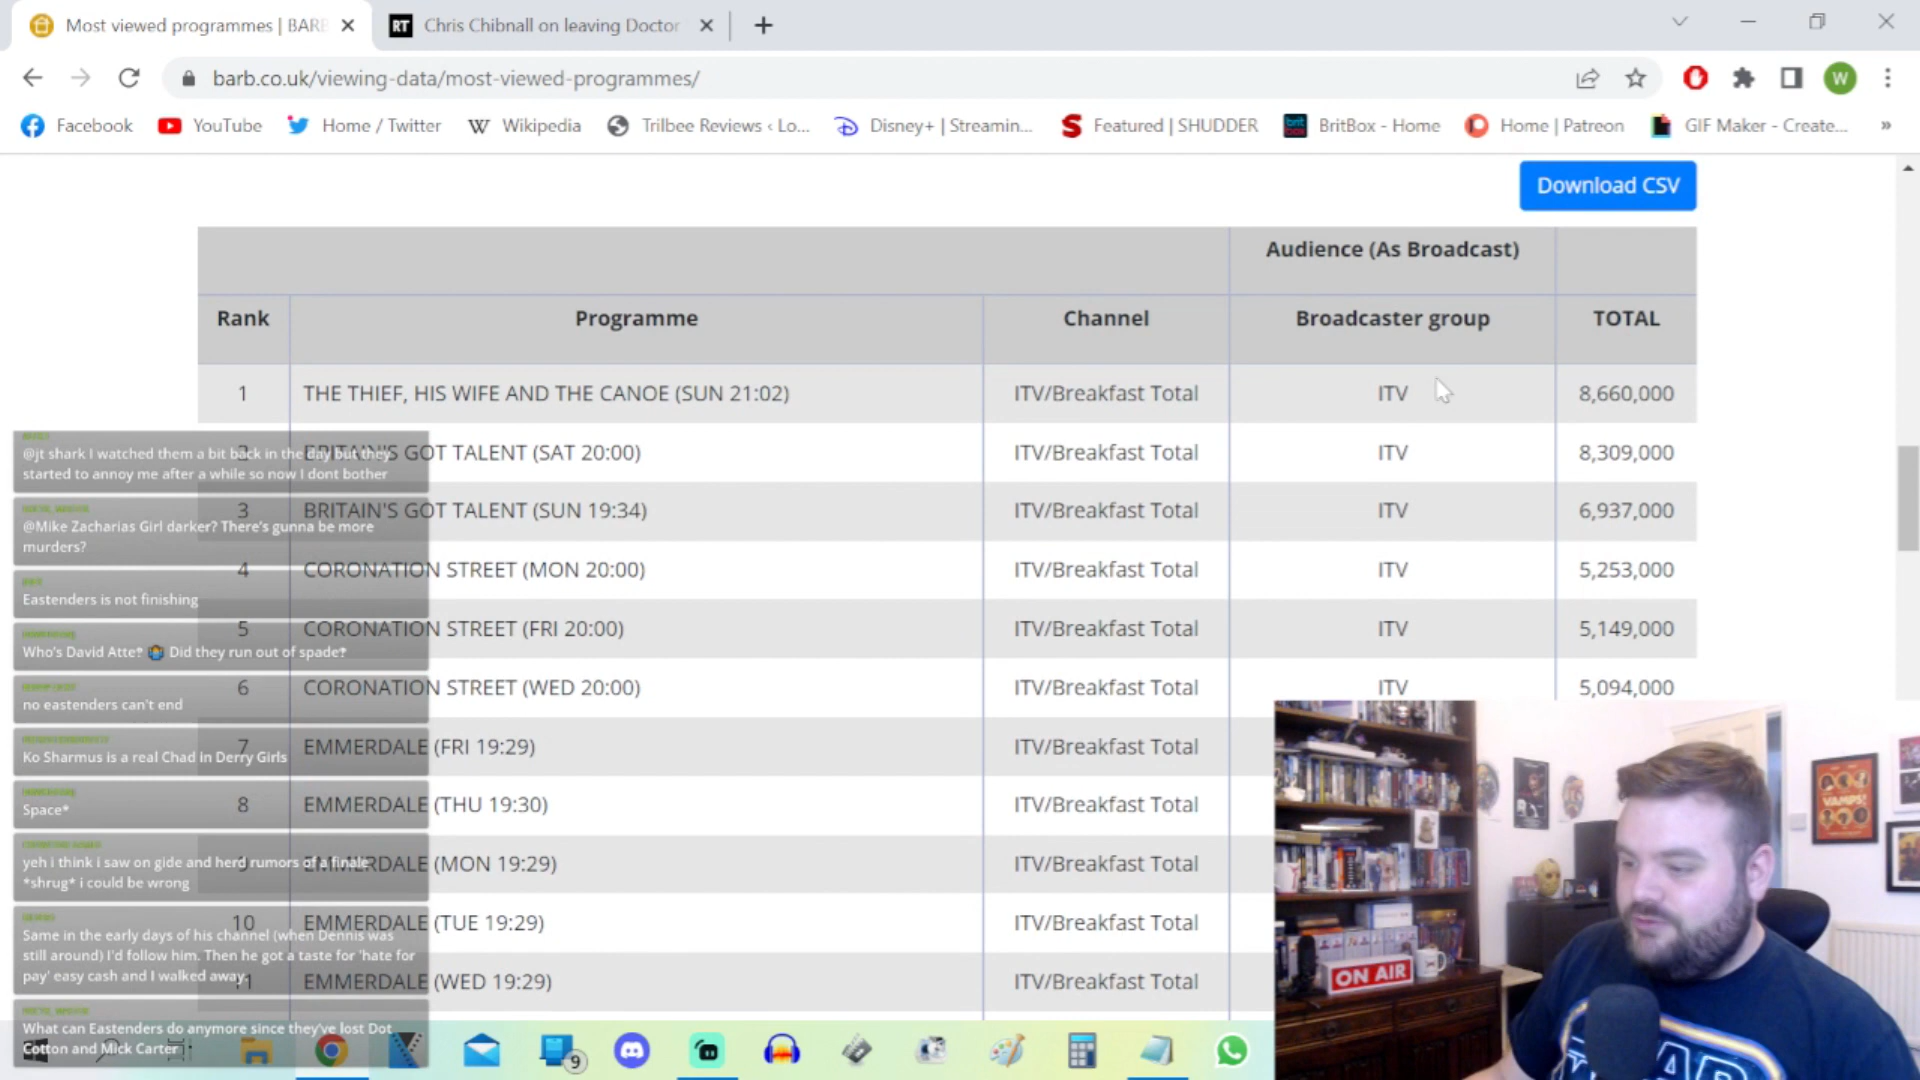 Most viewed programmes | BARB
RT Chris Chibnall on leaving Doctor
barb.co.uk/viewing-data/most-viewed-programmes/
W
Facebook YouTube Home / Twitter Wikipedia Trilbee Reviews ‹ Lo... Disney+ | Streamin... Featured | SHUDDER BritBox - Home Home | Patreon GIF Maker - Create... »
Download CSV
Audience (As Broadcast)
Rank Programme Channel Broadcaster group TOTAL
1 THE THIEF, HIS WIFE AND THE CANOE (SUN 21:02) ITV/Breakfast Total ITV 8,660,000
2 BRITAIN'S GOT TALENT (SAT 20:00) ITV/Breakfast Total ITV 8,309,000
3 BRITAIN'S GOT TALENT (SUN 19:34) ITV/Breakfast Total ITV 6,937,000
4 CORONATION STREET (MON 20:00) ITV/Breakfast Total ITV 5,253,000
5 CORONATION STREET (FRI 20:00) ITV/Breakfast Total ITV 5,149,000
6 CORONATION STREET (WED 20:00) ITV/Breakfast Total ITV 5,094,000
7 EMMERDALE (FRI 19:29) ITV/Breakfast Total
8 EMMERDALE (THU 19:30) ITV/Breakfast Total
9 EMMERDALE (MON 19:29) ITV/Breakfast Total
10 EMMERDALE (TUE 19:29) ITV/Breakfast Total
11 EMMERDALE (WED 19:29) ITV/Breakfast Total
@jt shark I watched them a bit back in the day but they
started to annoy me after a while so now I dont bother
@Mike Zacharias Girl darker? There's gunna be more
murders?
Eastenders is not finishing
Who's David Atte? Did they run out of spade?
no eastenders can't end
Ko Sharmus is a real Chad in Derry Girls
Space*
yeh i think i saw on gide and herd rumors of a finale
*shrug* i could be wrong
Same in the early days of his channel (when Dennis was
still around) I'd follow him. Then he got a taste for 'hate for
pay' easy cash and I walked away.
What can Eastenders do anymore since they've lost Dot
Cotton and Mick Carter
9
ON AIR
VAMPS!